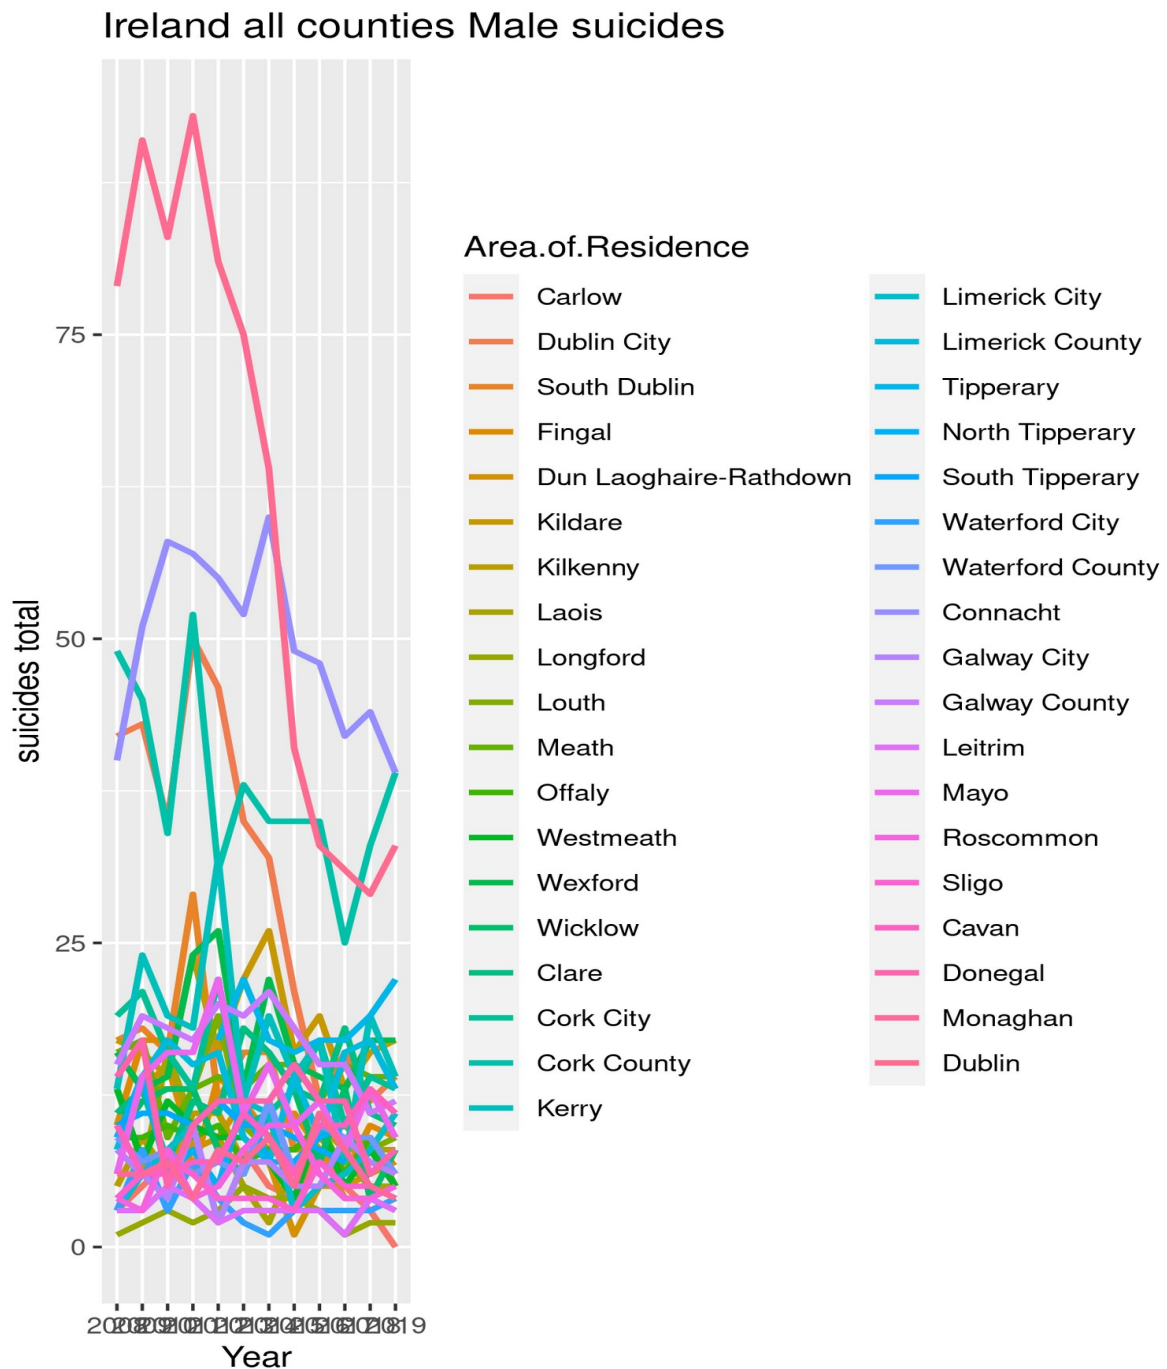 Ireland all counties Male suicides
suicides total
75
50
25
0
Year
Area.of.Residence
Carlow
Dublin City
South Dublin
Fingal
Dun Laoghaire-Rathdown
Kildare
Kilkenny
Laois
Longford
Louth
Meath
Offaly
Westmeath
Wexford
Wicklow
Clare
Cork City
Cork County
Kerry
Limerick City
Limerick County
Tipperary
North Tipperary
South Tipperary
Waterford City
Waterford County
Connacht
Galway City
Galway County
Leitrim
Mayo
Roscommon
Sligo
Cavan
Donegal
Monaghan
Dublin